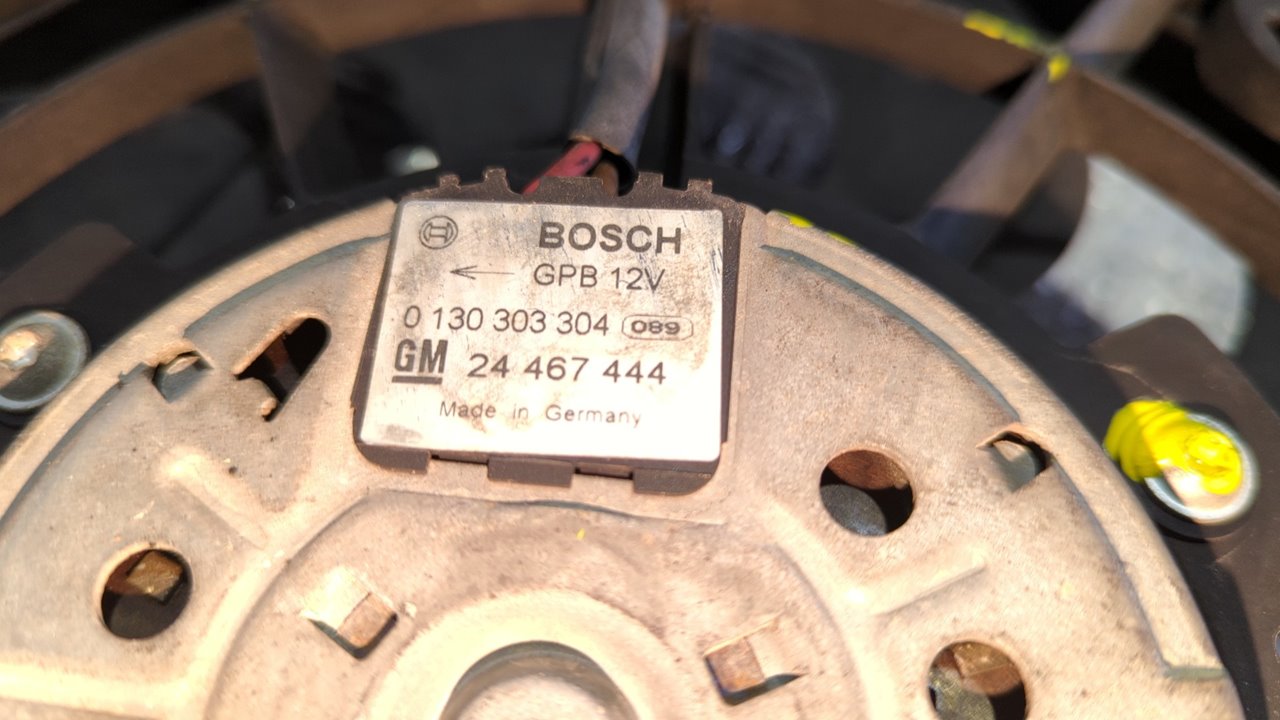 BOSCH
← GPB 12V
0 130 303 304 089
GM 24 467 444
Made in Germany